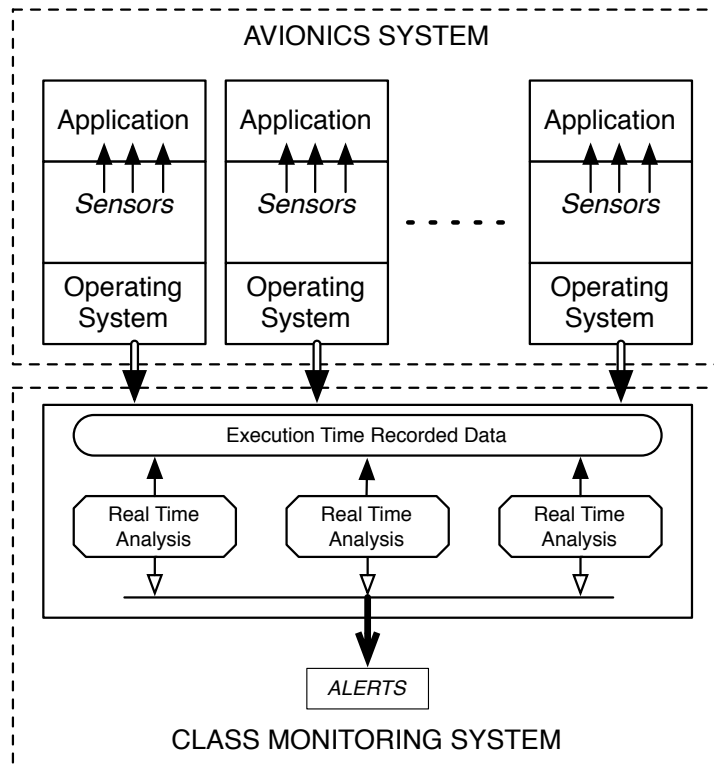 AVIONICS SYSTEM
Application
Application
Application
Sensors
Sensors
Sensors
Operating
System
Operating
System
Operating
System
Execution Time Recorded Data
Real Time
Analysis
Real Time
Analysis
Real Time
Analysis
ALERTS
CLASS MONITORING SYSTEM